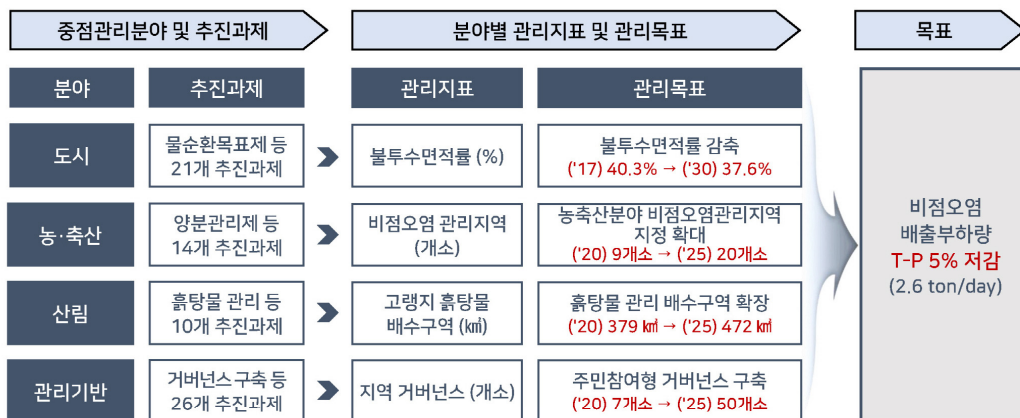 중점관리분야 및 추진과제
분야별 관리지표 및 관리목표
목표
분야
추진과제
관리지표
관리목표
도시
물순환목표제 등
21개 추진과제
불투수면적률 (%)
불투수면적률 감축
('17) 40.3% → ('30) 37.6%
농·축산
양분관리제 등
14개 추진과제
비점오염 관리지역
(개소)
농축산분야 비점오염관리지역
지정 확대
('20) 9개소 → ('25) 20개소
산림
흙탕물 관리 등
10개 추진과제
고랭지 흙탕물
배수구역 (㎢)
흙탕물 관리 배수구역 확장
('20) 379 ㎢ → ('25) 472 ㎢
관리기반
거버넌스 구축 등
26개 추진과제
지역 거버넌스 (개소)
주민참여형 거버넌스 구축
('20) 7개소 → ('25) 50개소
비점오염
배출부하량
T-P 5% 저감
(2.6 ton/day)